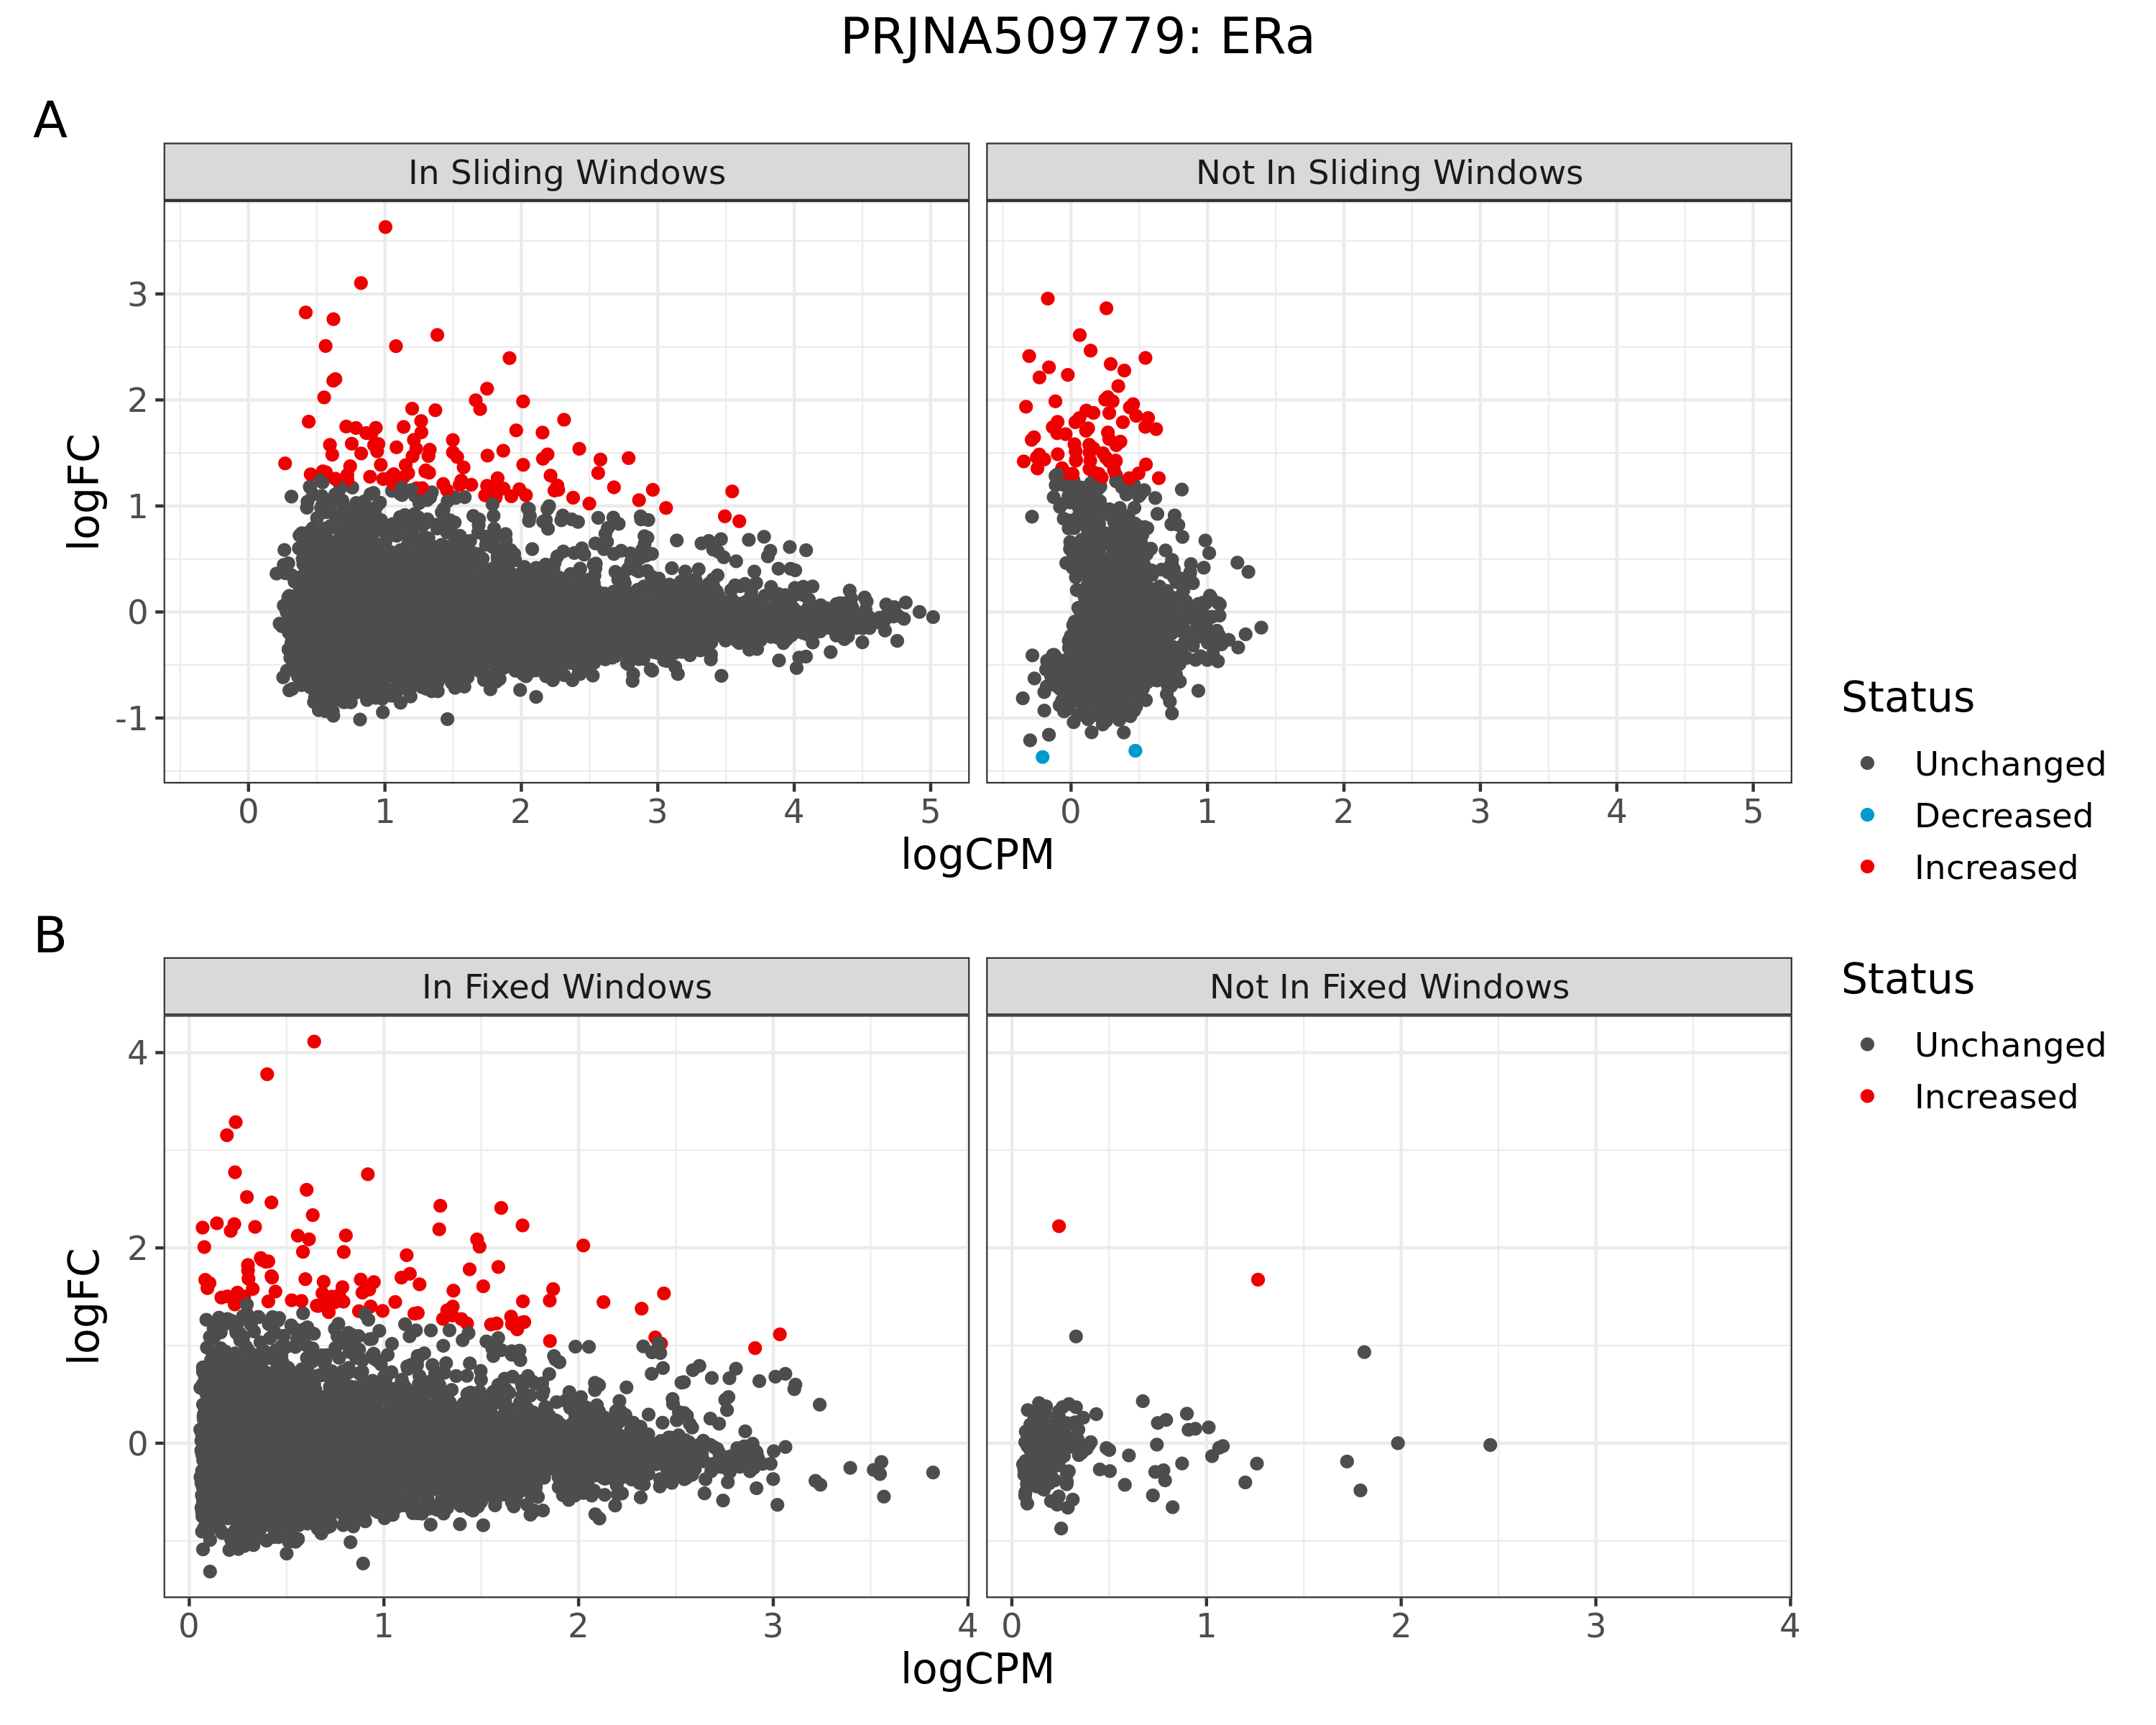 PRJNA509779: ERa
A
In Sliding Windows Not In Sliding Windows
logFC
3
2
1
0
-1
0 1 2 3 4 5 0 1 2 3 4 5
logCPM
Status
Unchanged
Decreased
Increased
B
In Fixed Windows Not In Fixed Windows
logFC
4
2
0
0 1 2 3 4 0 1 2 3 4
logCPM
Status
Unchanged
Increased